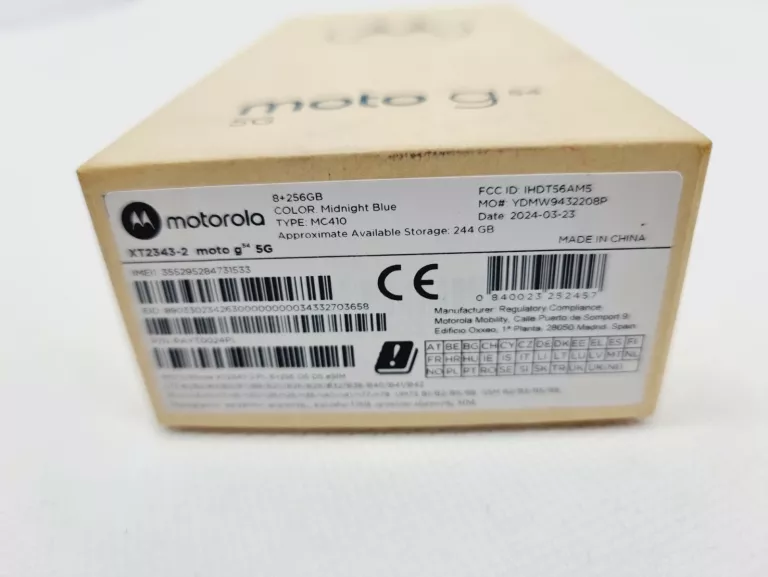 moto g 54
5G
motorola
8+256GB
COLOR: Midnight Blue
TYPE: MC410
Approximate Available Storage: 244 GB
FCC ID: IHDT56AM5
MO#: YDMW9432208P
Date: 2024-03-23
MADE IN CHINA
XT2343-2 moto g54 5G
IMEI: 355295284731533
0 840023 252457
CE
Manufacturer: Regulatory Compliance,
Motorola Mobility, Calle Puerto de Somport 9,
Edificio Oxxeo, 1ª Planta, 28050 Madrid, Spain
AT BE BG CH CY CZ DE DK EE EL ES FI
FR HR HU IE IS IT LI LT LU LV MT NL
NO PL PT RO SE SI SK TR UK UK(NI)